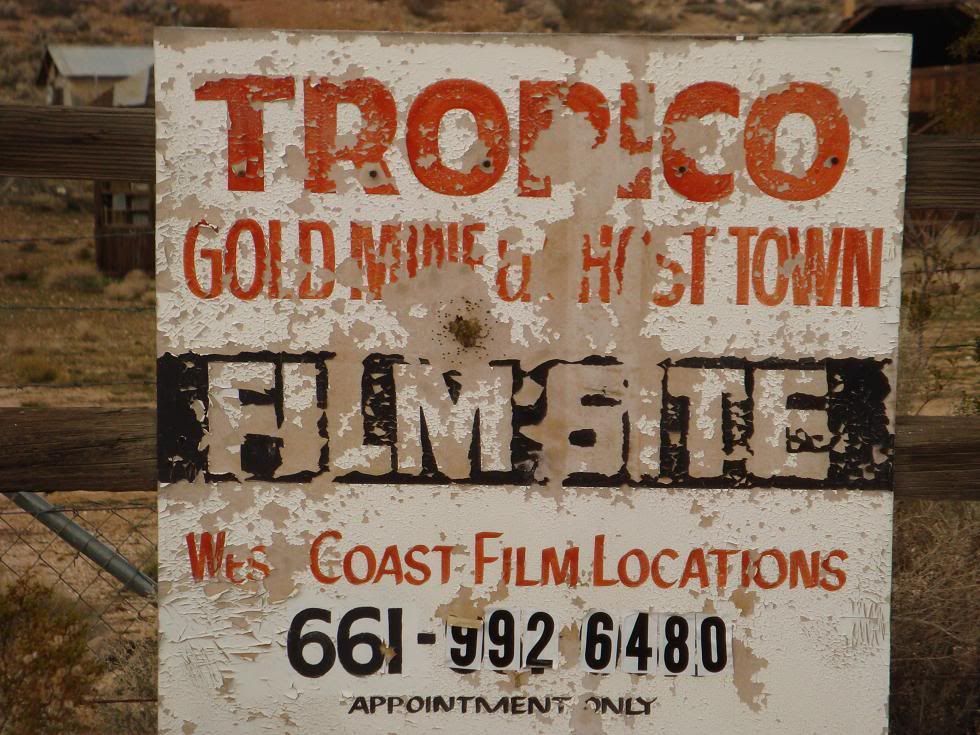 TROPICO
GOLD MINE & GHOST TOWN
FILM SITE
WEST COAST FILM LOCATIONS
661-992 6480
APPOINTMENT ONLY